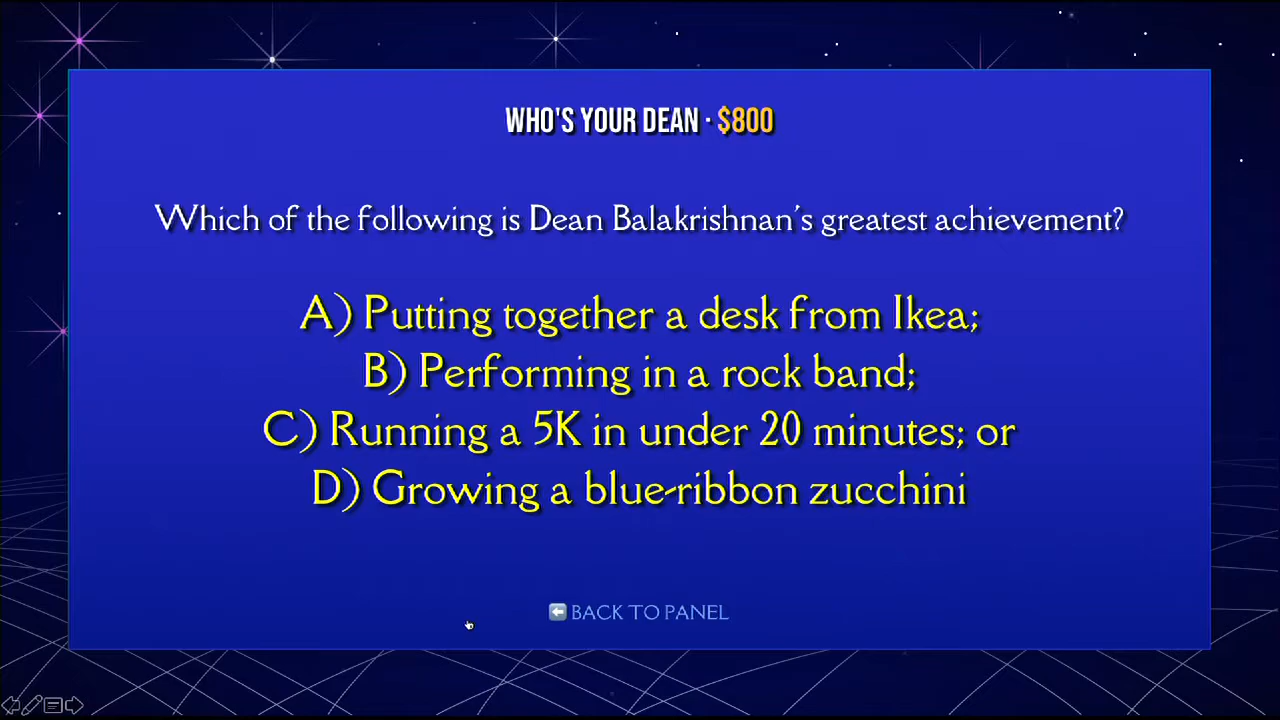 WHO'S YOUR DEAN · $800
Which of the following is Dean Balakrishnan's greatest achievement?
A) Putting together a desk from Ikea;
B) Performing in a rock band;
C) Running a 5K in under 20 minutes; or
D) Growing a blue-ribbon zucchini
BACK TO PANEL